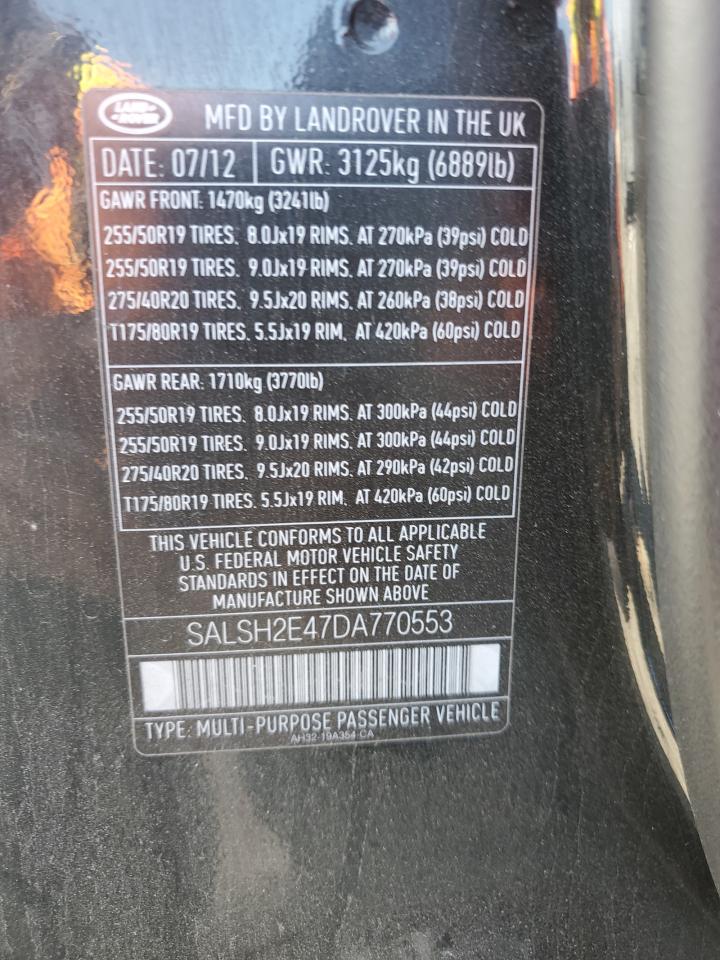 LAND-
-ROVER
MFD BY LANDROVER IN THE UK
DATE: 07/12 GWR: 3125kg (6889lb)
GAWR FRONT: 1470kg (3241lb)
255/50R19 TIRES. 8.0Jx19 RIMS. AT 270kPa (39psi) COLD
255/50R19 TIRES. 9.0Jx19 RIMS. AT 270kPa (39psi) COLD
275/40R20 TIRES. 9.5Jx20 RIMS. AT 260kPa (38psi) COLD
T175/80R19 TIRES. 5.5Jx19 RIM. AT 420kPa (60psi) COLD
GAWR REAR: 1710kg (3770lb)
255/50R19 TIRES. 8.0Jx19 RIMS. AT 300kPa (44psi) COLD
255/50R19 TIRES. 9.0Jx19 RIMS. AT 300kPa (44psi) COLD
275/40R20 TIRES. 9.5Jx20 RIMS. AT 290kPa (42psi) COLD
T175/80R19 TIRES. 5.5Jx19 RIM. AT 420kPa (60psi) COLD
THIS VEHICLE CONFORMS TO ALL APPLICABLE
U.S. FEDERAL MOTOR VEHICLE SAFETY
STANDARDS IN EFFECT ON THE DATE OF
MANUFACTURE SHOWN ABOVE
SALSH2E47DA770553
TYPE: MULTI-PURPOSE PASSENGER VEHICLE
AH32-19A354-CA